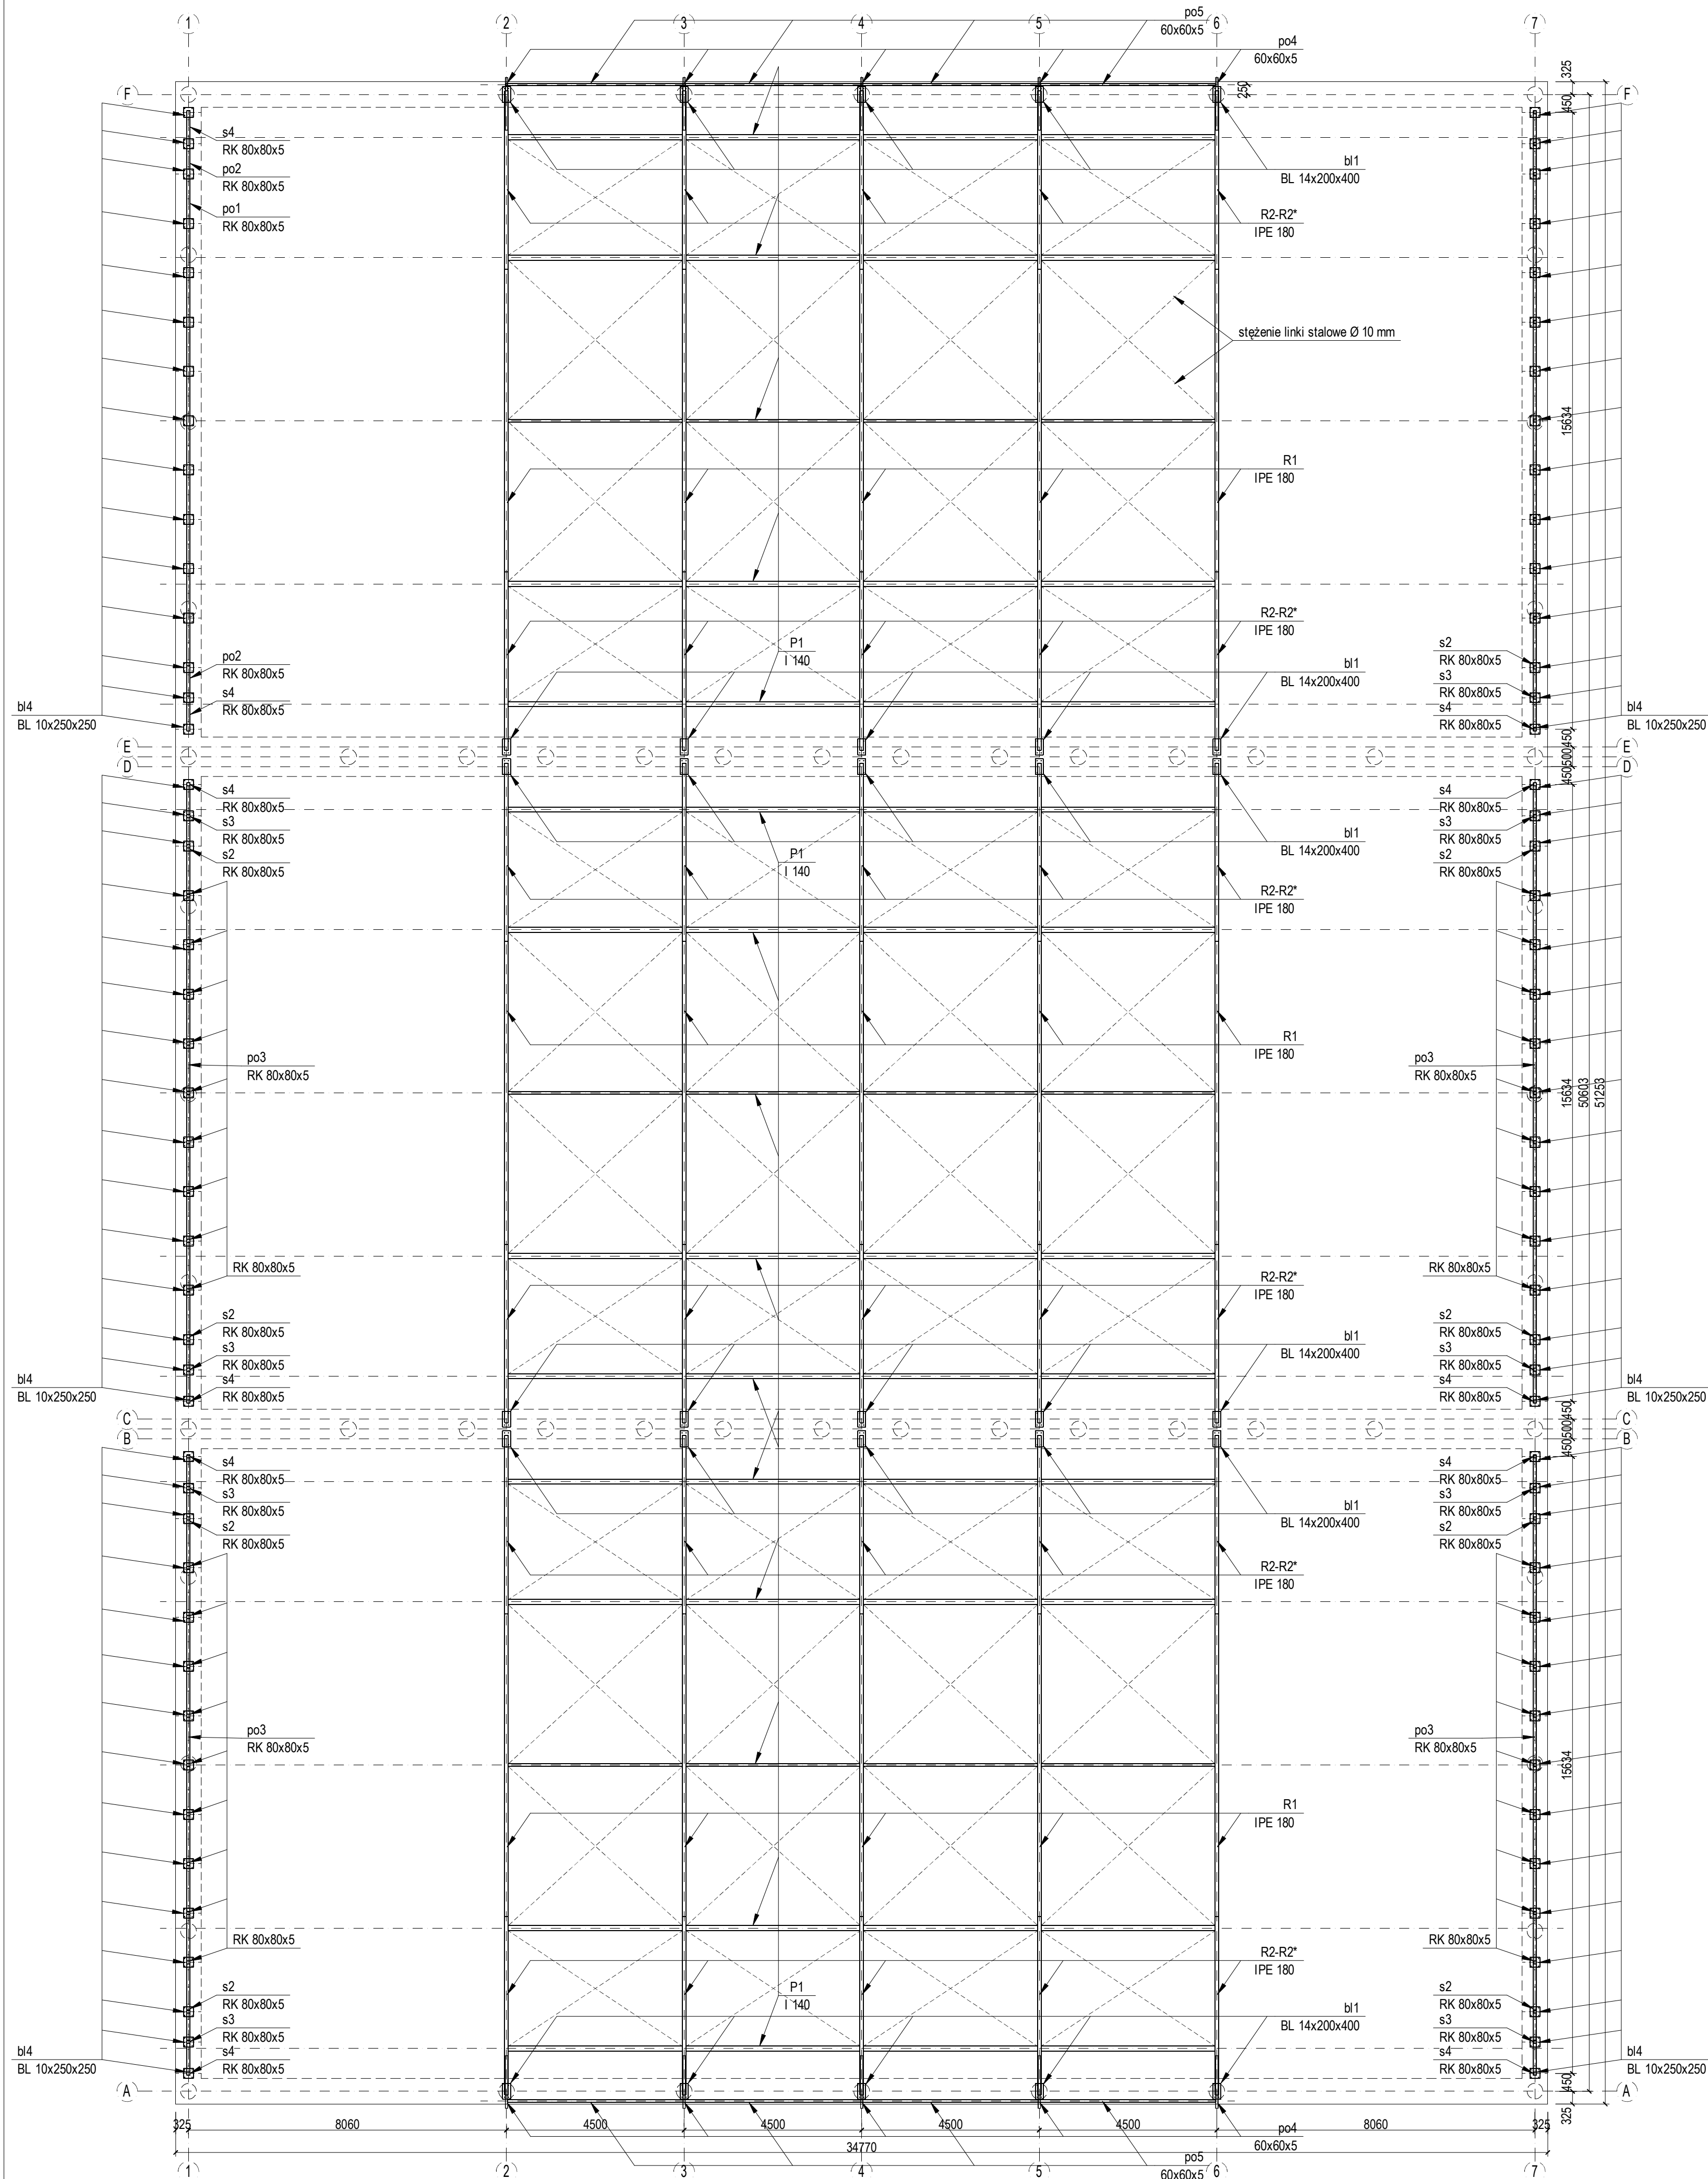 1 2 3 4 5 6 7
po5
60x60x5
po4
60x60x5
325
250
F F
450
s4
RK 80x80x5
po2
RK 80x80x5
po1
RK 80x80x5
bl1
BL 14x200x400
R2-R2*
IPE 180
stężenie linki stalowe Ø 10 mm
15634
R1
IPE 180
R2-R2*
IPE 180
P1
I 140
po2
RK 80x80x5
s4
RK 80x80x5
bl1
BL 14x200x400
s2
RK 80x80x5
s3
RK 80x80x5
s4
RK 80x80x5
bl4
BL 10x250x250
bl4
BL 10x250x250
E E
D D
450
500
450
s4
RK 80x80x5
s3
RK 80x80x5
s2
RK 80x80x5
P1
I 140
bl1
BL 14x200x400
R2-R2*
IPE 180
s4
RK 80x80x5
s3
RK 80x80x5
s2
RK 80x80x5
R1
IPE 180
po3
RK 80x80x5
po3
RK 80x80x5
15634
50603
51253
RK 80x80x5
RK 80x80x5
R2-R2*
IPE 180
s2
RK 80x80x5
s3
RK 80x80x5
s4
RK 80x80x5
bl1
BL 14x200x400
s2
RK 80x80x5
s3
RK 80x80x5
s4
RK 80x80x5
bl4
BL 10x250x250
bl4
BL 10x250x250
C C
B B
450
500
450
s4
RK 80x80x5
s3
RK 80x80x5
s2
RK 80x80x5
bl1
BL 14x200x400
R2-R2*
IPE 180
s4
RK 80x80x5
s3
RK 80x80x5
s2
RK 80x80x5
po3
RK 80x80x5
po3
RK 80x80x5
15634
R1
IPE 180
RK 80x80x5
RK 80x80x5
R2-R2*
IPE 180
P1
I 140
s2
RK 80x80x5
s3
RK 80x80x5
s4
RK 80x80x5
bl1
BL 14x200x400
s2
RK 80x80x5
s3
RK 80x80x5
s4
RK 80x80x5
bl4
BL 10x250x250
bl4
BL 10x250x250
A A
450
325
325 8060 4500 4500 4500 4500 8060 325
po4
60x60x5
34770
po5
60x60x5
1 2 3 4 5 6 7